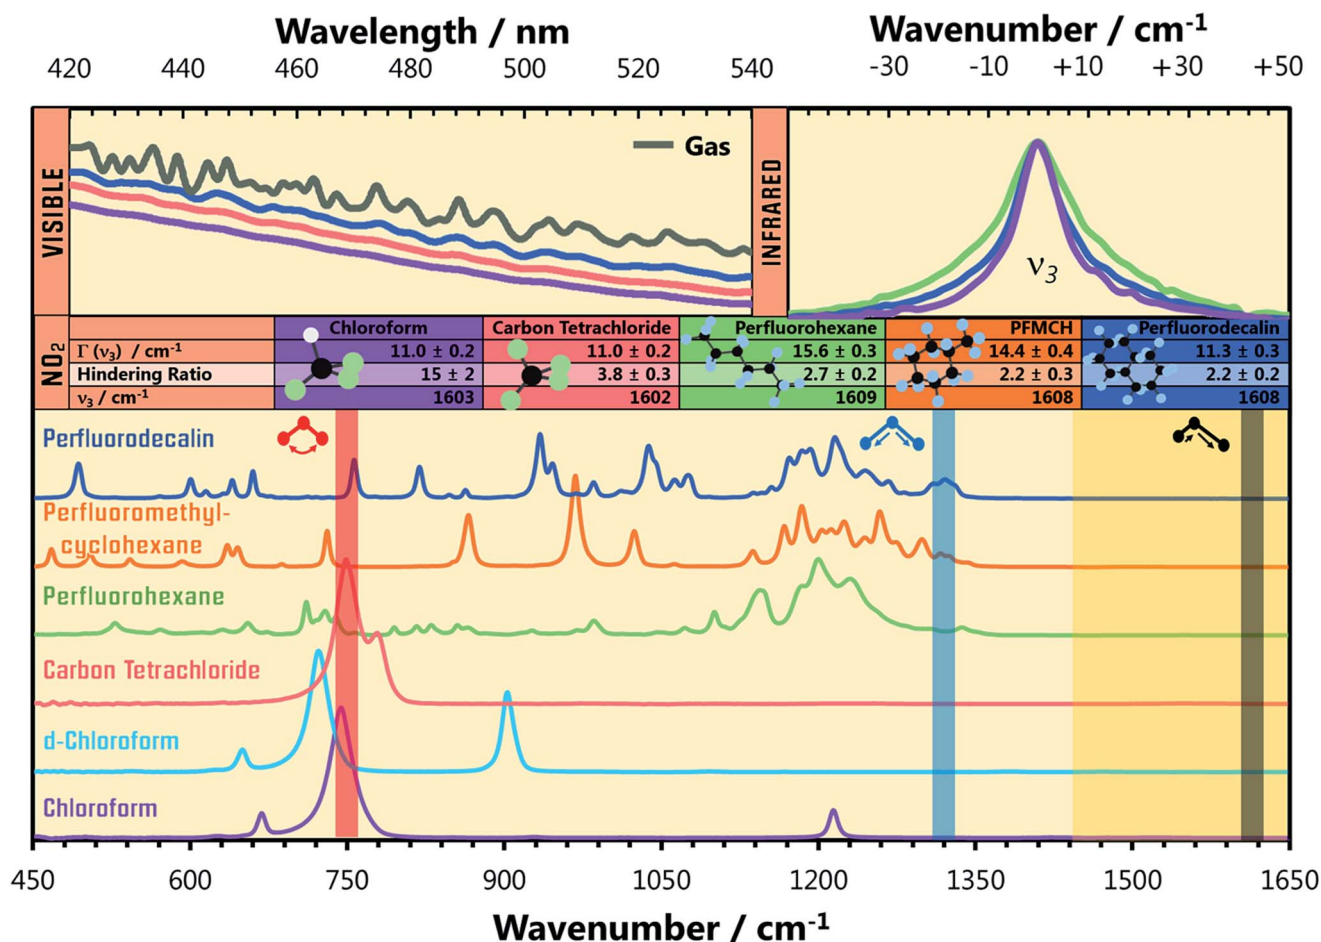 Wavelength / nm
Wavenumber / cm-1
420 440 460 480 500 520 540
-30 -10 +10 +30 +50
VISIBLE
Gas
INFRARED
ν3
NO2
Chloroform Carbon Tetrachloride Perfluorohexane PFMCH Perfluorodecalin
Γ (ν3) / cm-1 11.0 ± 0.2 11.0 ± 0.2 15.6 ± 0.3 14.4 ± 0.4 11.3 ± 0.3
Hindering Ratio 15 ± 2 3.8 ± 0.3 2.7 ± 0.2 2.2 ± 0.3 2.2 ± 0.2
ν3 / cm-1 1603 1602 1609 1608 1608
Perfluorodecalin
Perfluoromethyl-
cyclohexane
Perfluorohexane
Carbon Tetrachloride
d-Chloroform
Chloroform
450 600 750 900 1050 1200 1350 1500 1650
Wavenumber / cm-1